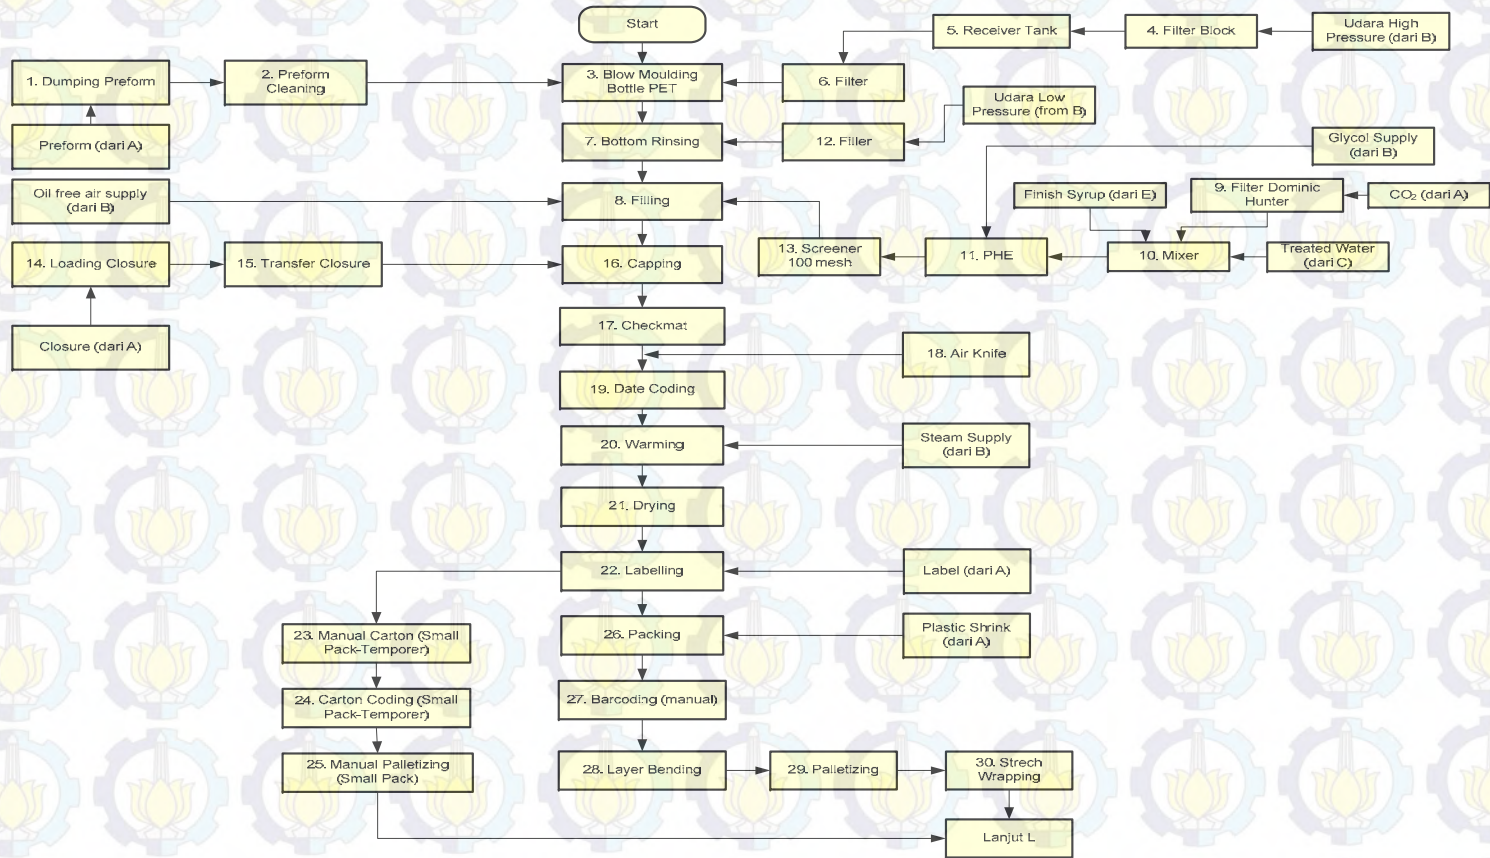 Start
5. Receiver Tank
4. Filter Block
Udara High
Pressure (dari B)
1. Dumping Preform
2. Preform
Cleaning
3. Blow Moulding
Bottle PET
6. Filter
Udara Low
Pressure (from B)
Preform (dari A)
7. Bottom Rinsing
12. Filler
Glycol Supply
(dari B)
Oil free air supply
(dari B)
8. Filling
Finish Syrup (dari E)
9. Filter Dominic
Hunter
CO₂ (dari A)
14. Loading Closure
15. Transfer Closure
16. Capping
13. Screener
100 mesh
11. PHE
10. Mixer
Treated Water
(dari C)
Closure (dari A)
17. Checkmat
18. Air Knife
19. Date Coding
20. Warming
Steam Supply
(dari B)
21. Drying
22. Labelling
Label (dari A)
23. Manual Carton (Small
Pack-Temporer)
26. Packing
Plastic Shrink
(dari A)
24. Carton Coding (Small
Pack-Temporer)
27. Barcoding (manual)
25. Manual Palletizing
(Small Pack)
28. Layer Bending
29. Palletizing
30. Strech
Wrapping
Lanjut L